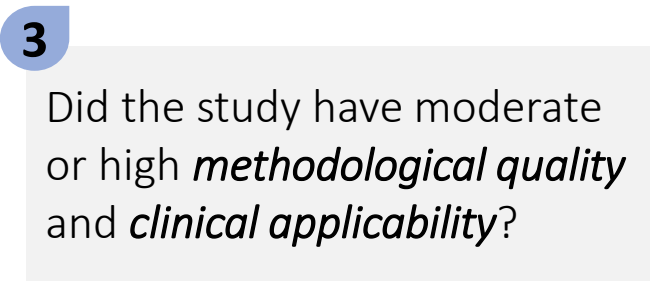 3
Did the study have moderate
or high methodological quality
and clinical applicability?